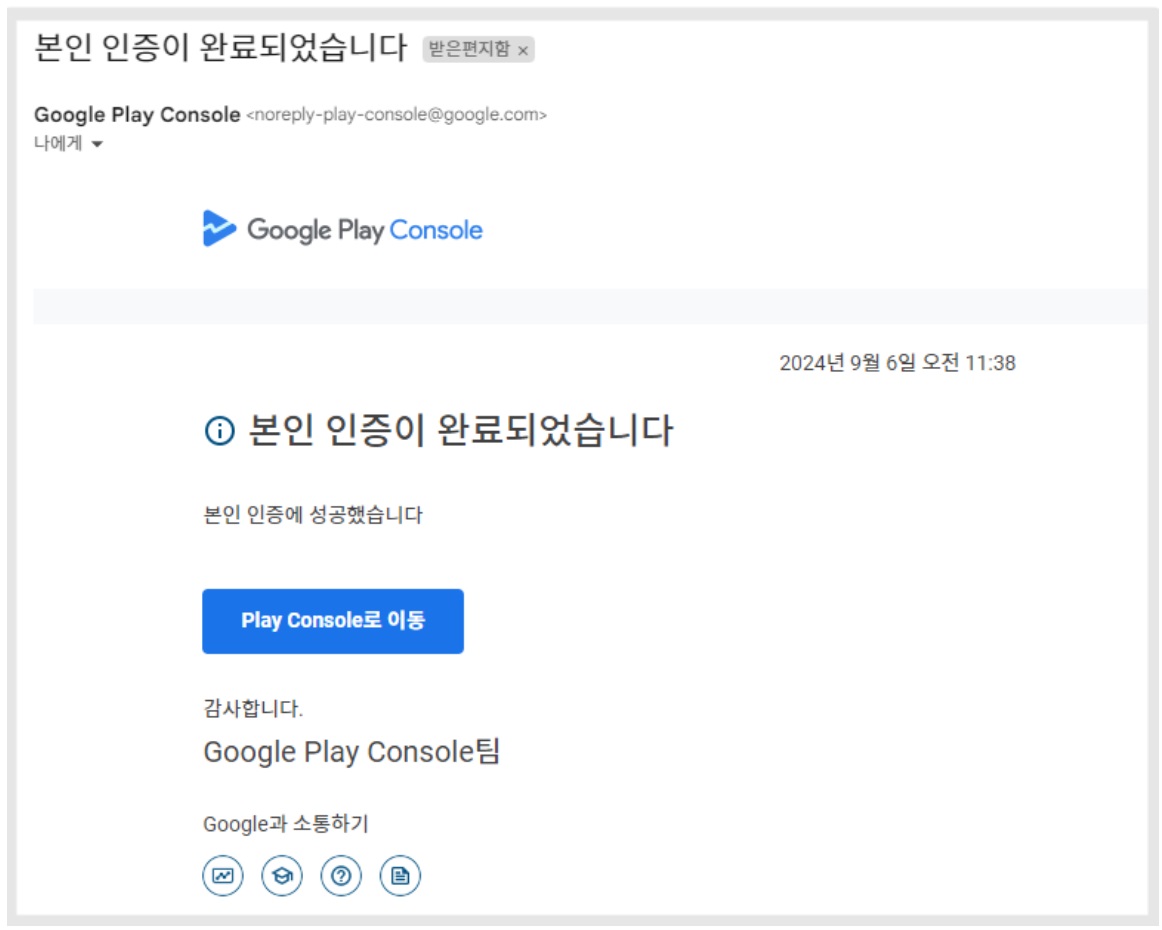 본인 인증이 완료되었습니다 받은편지함 ×
Google Play Console <noreply-play-console@google.com>
나에게
Google Play Console
2024년 9월 6일 오전 11:38
본인 인증이 완료되었습니다
본인 인증에 성공했습니다
Play Console로 이동
감사합니다.
Google Play Console팀
Google과 소통하기